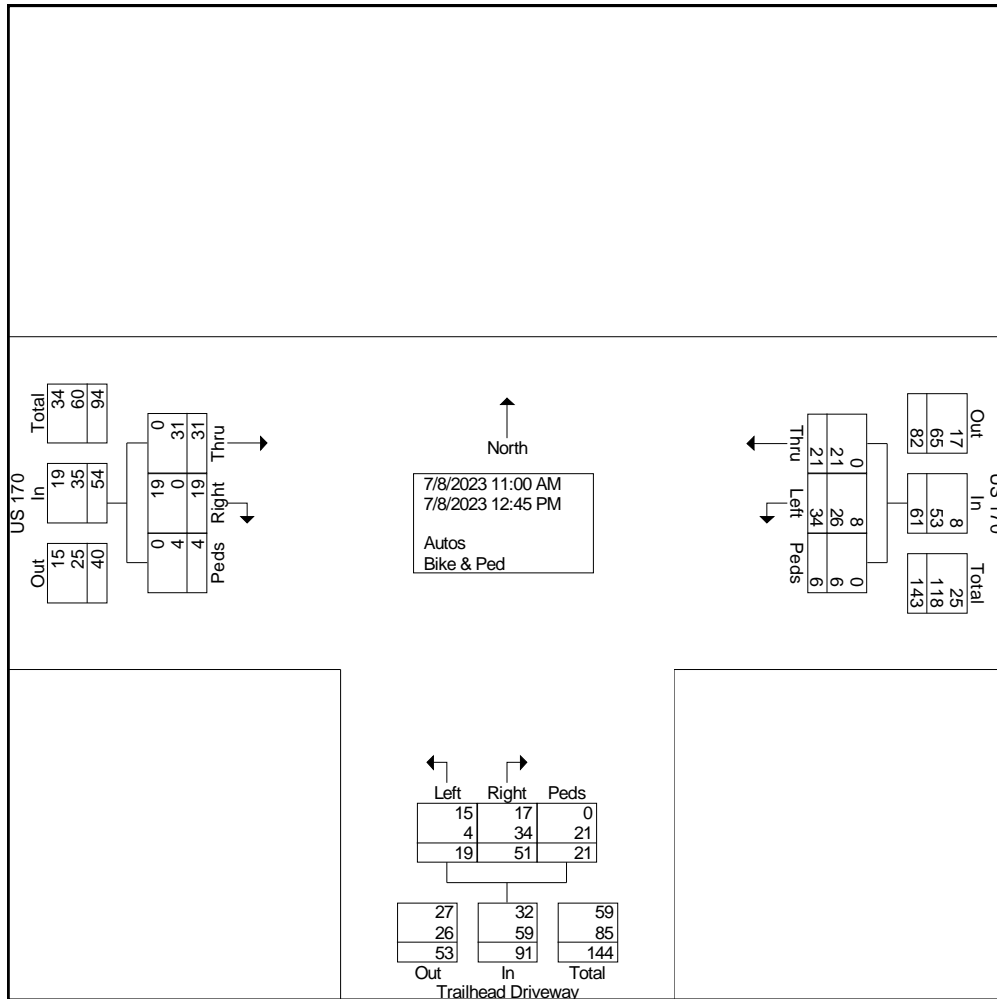 North
7/8/2023 11:00 AM
7/8/2023 12:45 PM
Autos
Bike & Ped
US 170
Out In Total
15 19 34
25 35 60
40 54 94
Thru Right Peds
0 19 0
31 0 4
31 19 4
US 170
Out In Total
17 8 25
65 53 118
82 61 143
Thru Left Peds
0 8 0
21 26 6
21 34 6
Left Right Peds
15 17 0
4 34 21
19 51 21
27 32 59
26 59 85
53 91 144
Out In Total
Trailhead Driveway